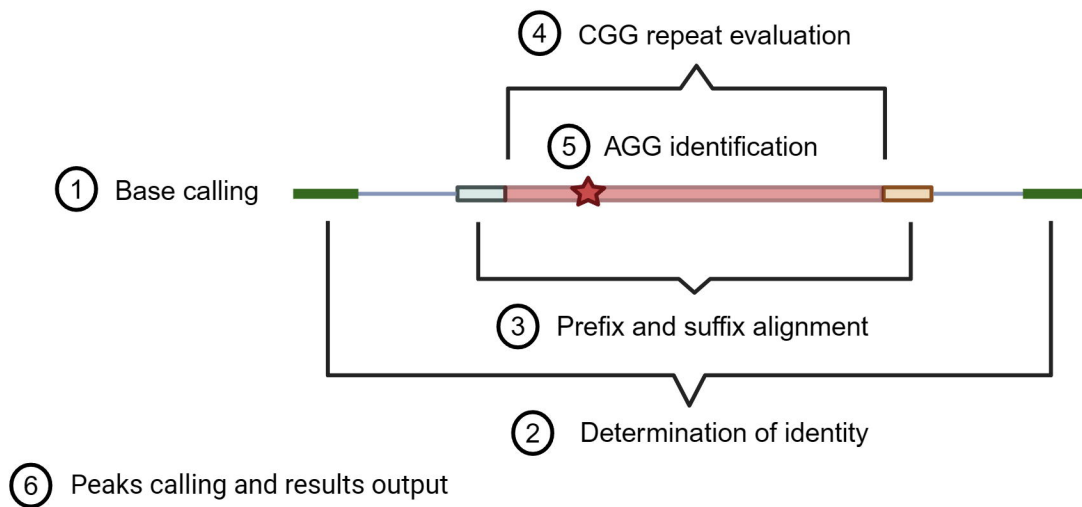 4 CGG repeat evaluation
5 AGG identification
1 Base calling
3 Prefix and suffix alignment
2 Determination of identity
6 Peaks calling and results output